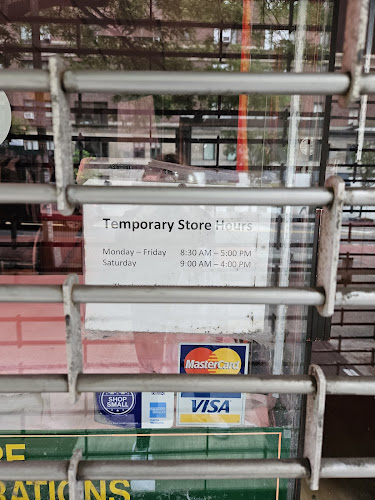 Temporary Store Hours
Monday – Friday 8:30 AM – 5:00 PM
Saturday 9:00 AM – 4:00 PM
MasterCard
SHOP
SMALL
VISA